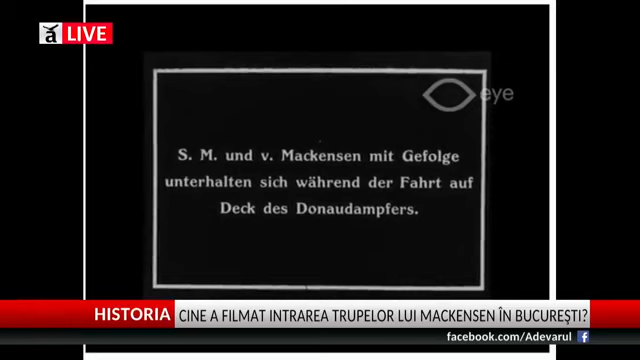 á LIVE
eye
S. M. und v. Mackensen mit Gefolge
unterhalten sich während der Fahrt auf
Deck des Donaudampfers.
HISTORIA CINE A FILMAT INTRAREA TRUPELOR LUI MACKENSEN ÎN BUCUREŞTI?
facebook.com/Adevarul f